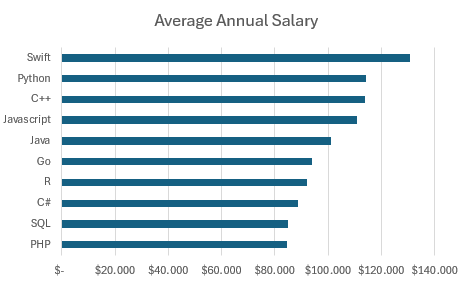 Average Annual Salary
Swift
Python
C++
Javascript
Java
Go
R
C#
SQL
PHP
$- $20.000 $40.000 $60.000 $80.000 $100.000 $120.000 $140.000